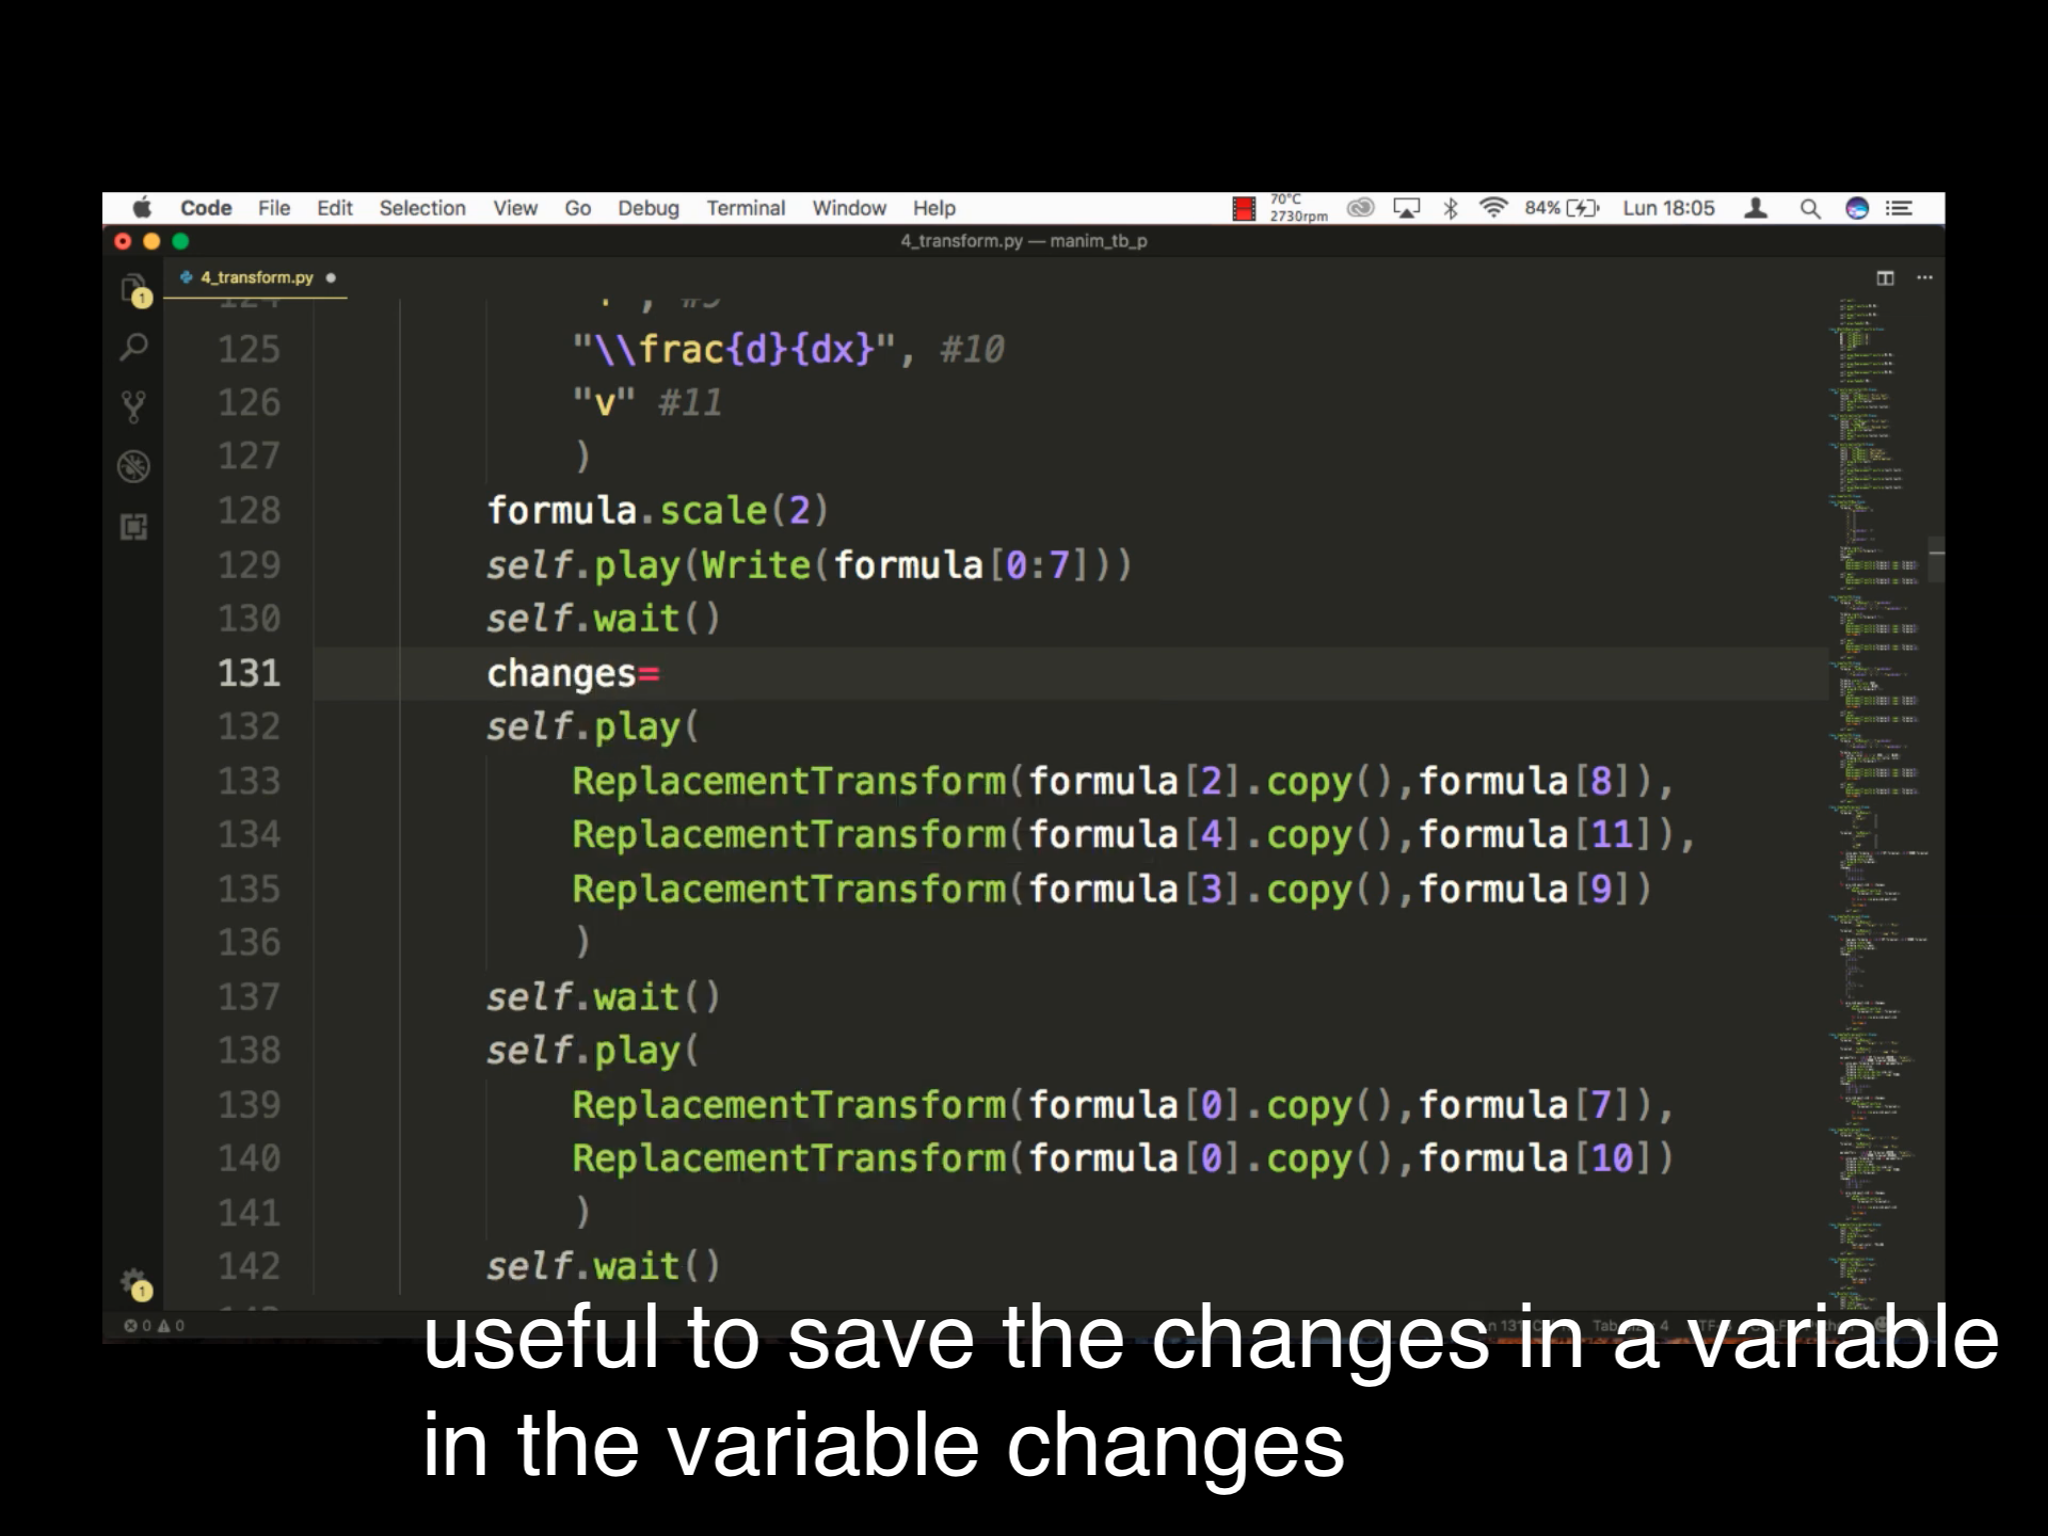 Code File Edit Selection View Go Debug Terminal Window Help 70°C 2730rpm 84% Lun 18:05
4_transform.py — manim_tb_p
4_transform.py
1
125 "\\frac{d}{dx}", #10
126 "v" #11
127 )
128 formula.scale(2)
129 self.play(Write(formula[0:7]))
130 self.wait()
131 changes=
132 self.play(
133 ReplacementTransform(formula[2].copy(),formula[8]),
134 ReplacementTransform(formula[4].copy(),formula[11]),
135 ReplacementTransform(formula[3].copy(),formula[9])
136 )
137 self.wait()
138 self.play(
139 ReplacementTransform(formula[0].copy(),formula[7]),
140 ReplacementTransform(formula[0].copy(),formula[10])
141 )
142 self.wait()
1
0 0
useful to save the changes in a variable
in the variable changes